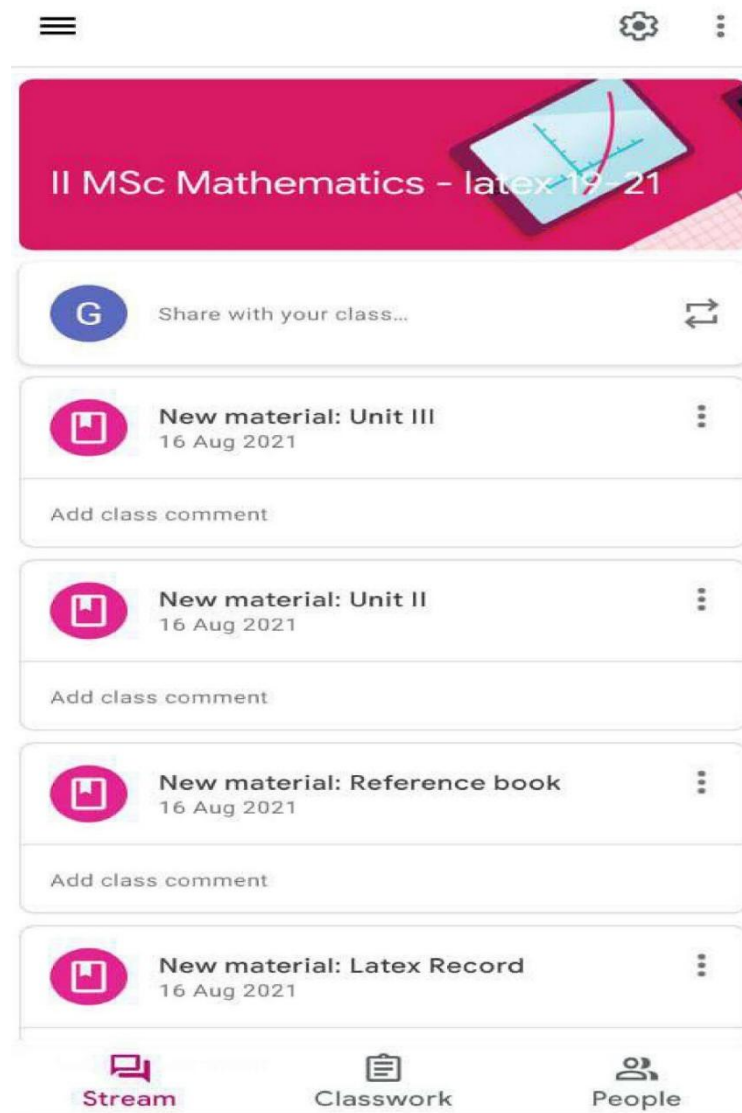 II MSc Mathematics - latex 19-21
G
Share with your class...
New material: Unit III
16 Aug 2021
Add class comment
New material: Unit II
16 Aug 2021
Add class comment
New material: Reference book
16 Aug 2021
Add class comment
New material: Latex Record
16 Aug 2021
Stream Classwork People